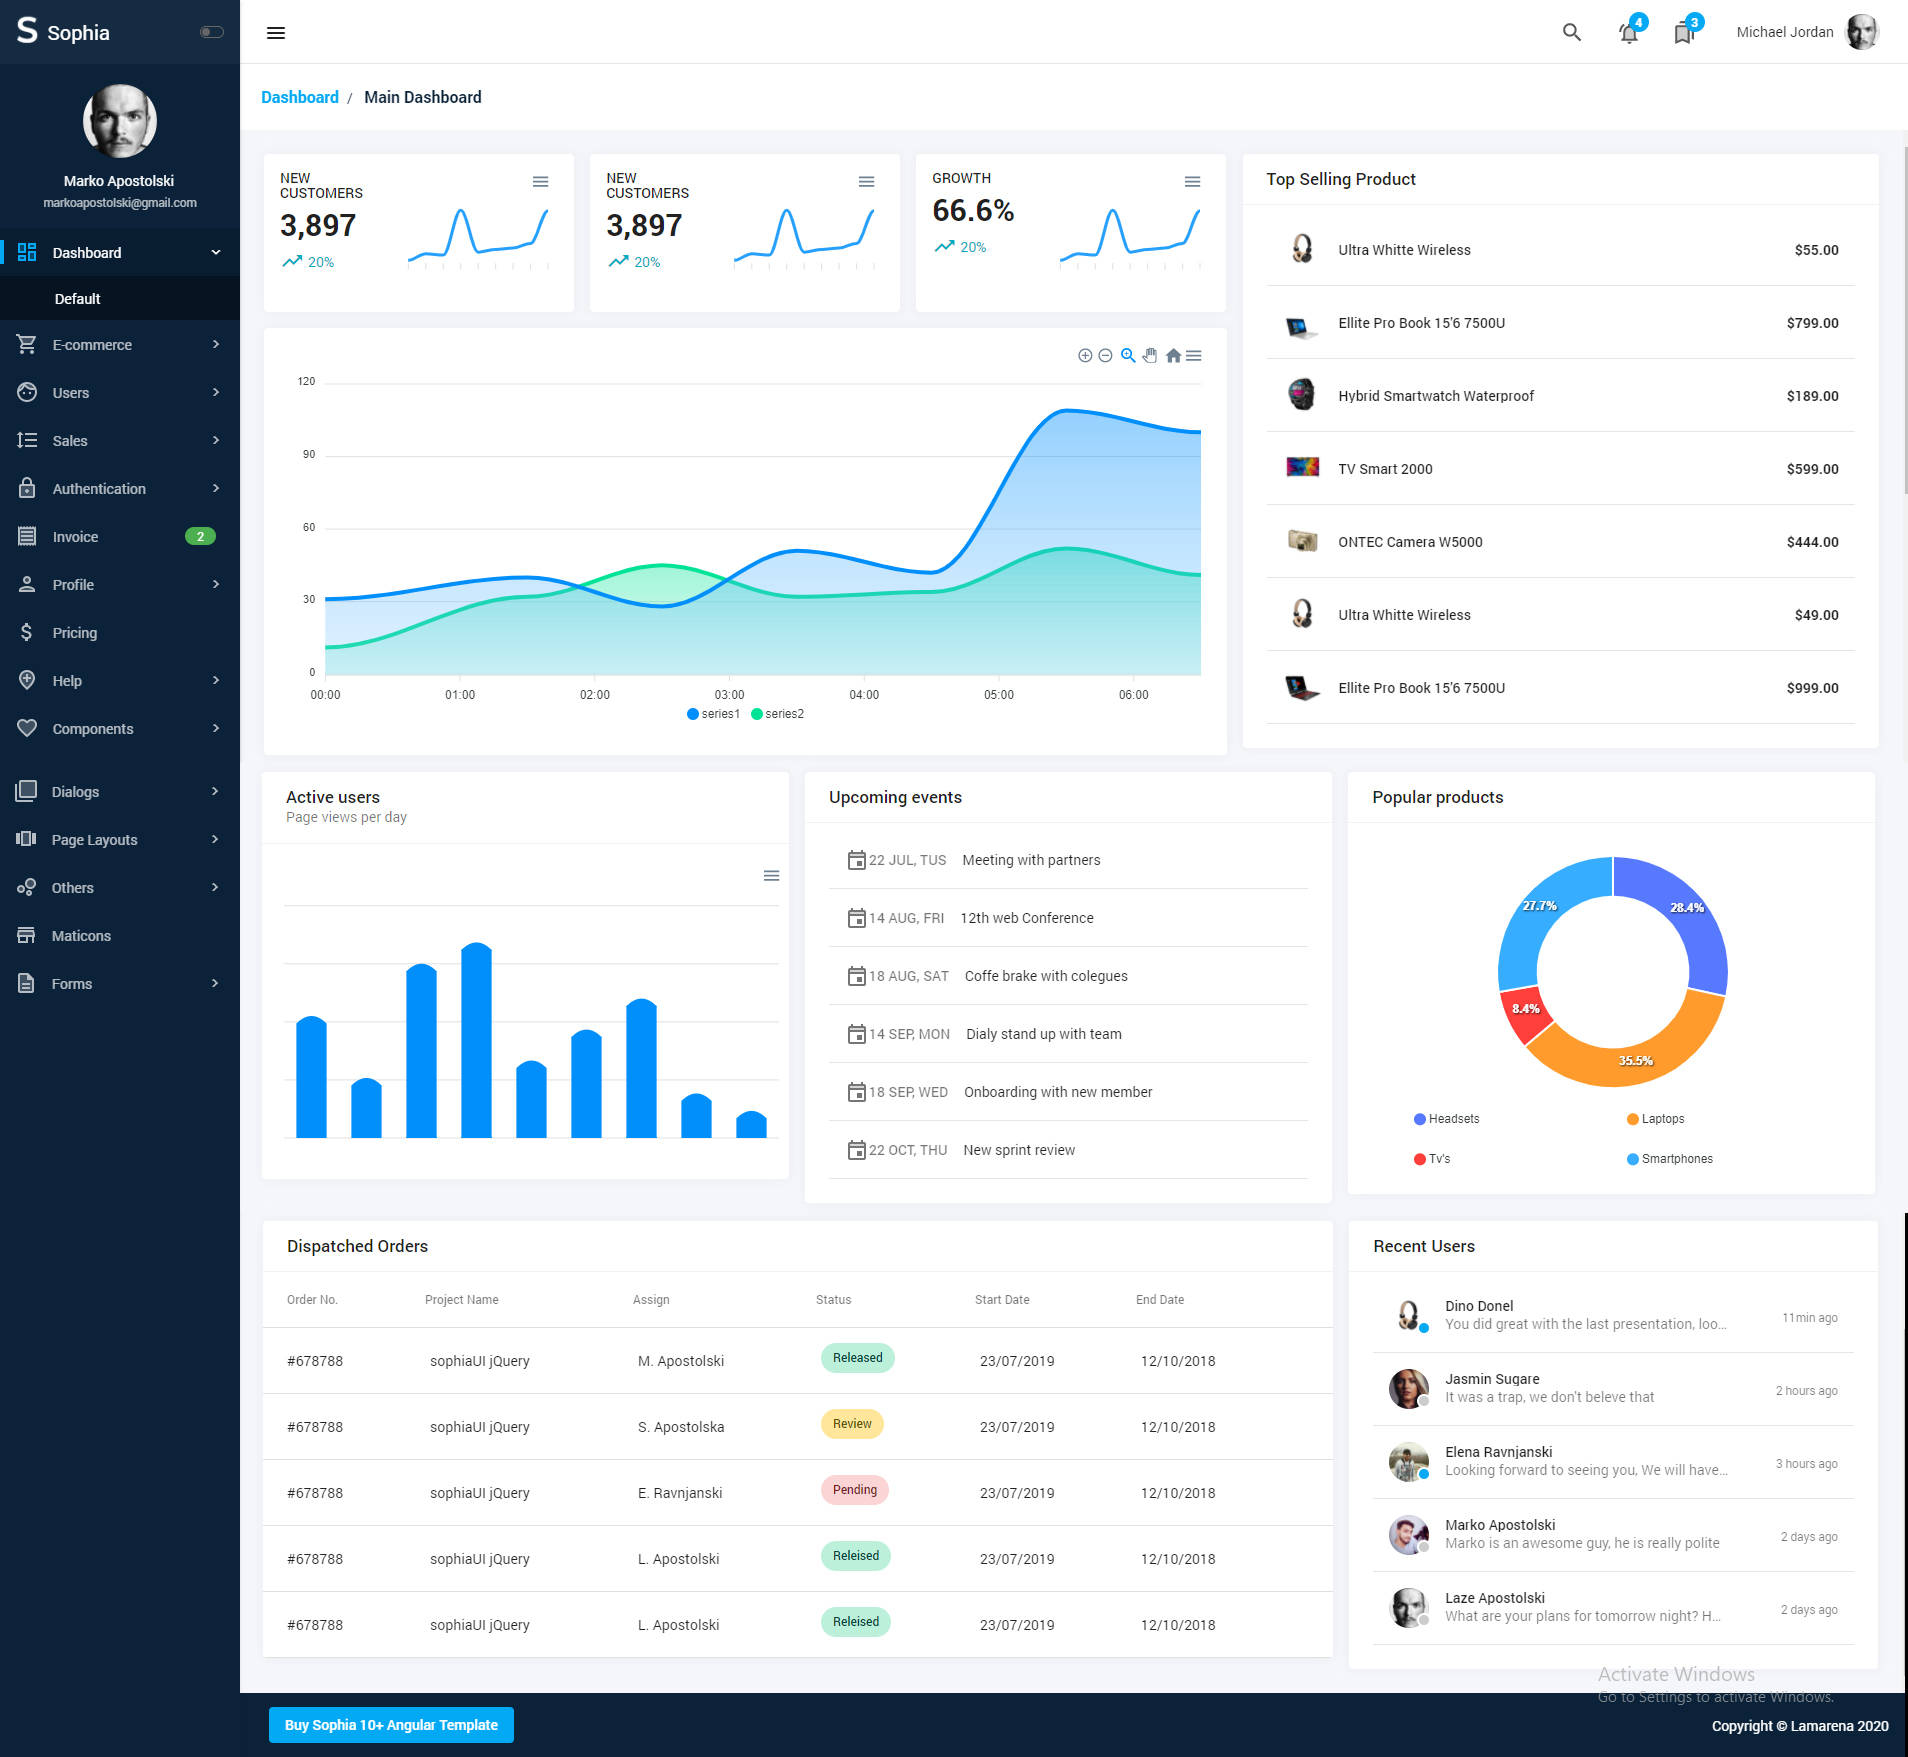 S Sophia
4
3
Michael Jordan
Marko Apostolski
markoapostolski@gmail.com
Dashboard
Default
E-commerce
Users
Sales
Authentication
Invoice 2
Profile
Pricing
Help
Components
Dialogs
Page Layouts
Others
Maticons
Forms
Dashboard / Main Dashboard
NEW
CUSTOMERS
3,897
20%
NEW
CUSTOMERS
3,897
20%
GROWTH
66.6%
20%
120
90
60
30
0
00:00 01:00 02:00 03:00 04:00 05:00 06:00
series1 series2
Top Selling Product
Ultra Whitte Wireless $55.00
Ellite Pro Book 15'6 7500U $799.00
Hybrid Smartwatch Waterproof $189.00
TV Smart 2000 $599.00
ONTEC Camera W5000 $444.00
Ultra Whitte Wireless $49.00
Ellite Pro Book 15'6 7500U $999.00
Active users
Page views per day
Upcoming events
22 JUL, TUS Meeting with partners
14 AUG, FRI 12th web Conference
18 AUG, SAT Coffe brake with colegues
14 SEP, MON Dialy stand up with team
18 SEP, WED Onboarding with new member
22 OCT, THU New sprint review
Popular products
27.7% 28.4%
8.4%
35.5%
Headsets Laptops
Tv's Smartphones
Dispatched Orders
Order No. Project Name Assign Status Start Date End Date
#678788 sophiaUI jQuery M. Apostolski Released 23/07/2019 12/10/2018
#678788 sophiaUI jQuery S. Apostolska Review 23/07/2019 12/10/2018
#678788 sophiaUI jQuery E. Ravnjanski Pending 23/07/2019 12/10/2018
#678788 sophiaUI jQuery L. Apostolski Releised 23/07/2019 12/10/2018
#678788 sophiaUI jQuery L. Apostolski Releised 23/07/2019 12/10/2018
Recent Users
Dino Donel
You did great with the last presentation, loo... 11min ago
Jasmin Sugare
It was a trap, we don't beleve that 2 hours ago
Elena Ravnjanski
Looking forward to seeing you, We will have... 3 hours ago
Marko Apostolski
Marko is an awesome guy, he is really polite 2 days ago
Laze Apostolski
What are your plans for tomorrow night? H... 2 days ago
Activate Windows
Go to Settings to activate Windows.
Buy Sophia 10+ Angular Template
Copyright © Lamarena 2020